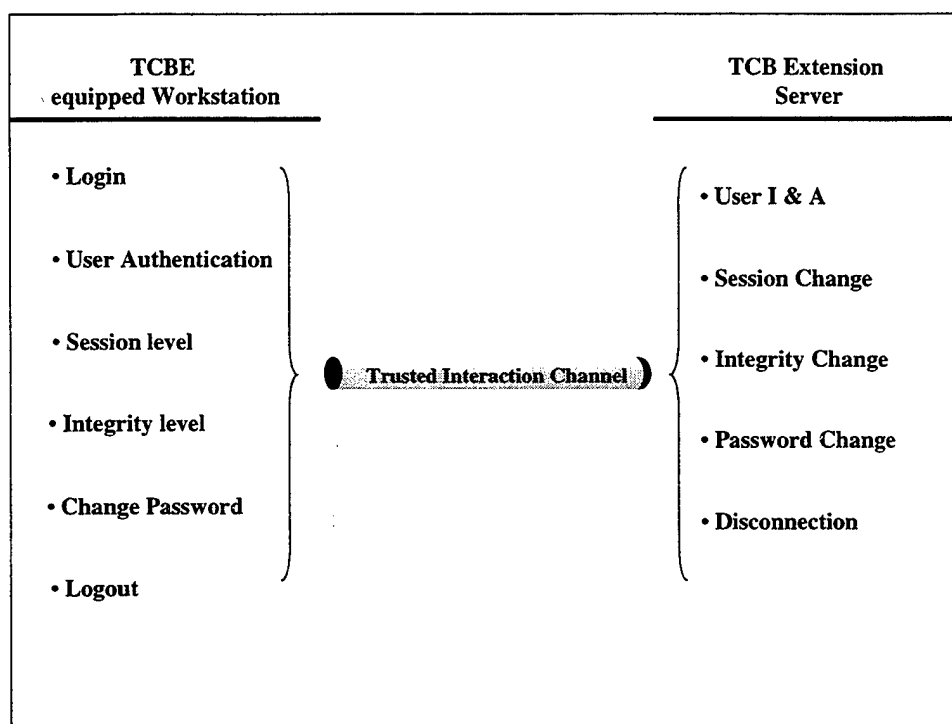 TCBE
equipped Workstation
• Login
• User Authentication
• Session level
• Integrity level
• Change Password
• Logout
Trusted Interaction Channel
TCB Extension
Server
• User I & A
• Session Change
• Integrity Change
• Password Change
• Disconnection